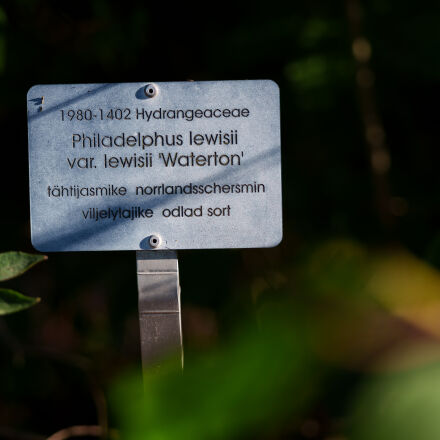 1980-1402 Hydrangeaceae
Philadelphus lewisii
var. lewisii 'Waterton'
tähtijasmike norrlandsschersmin
viljelylajike odlad sort